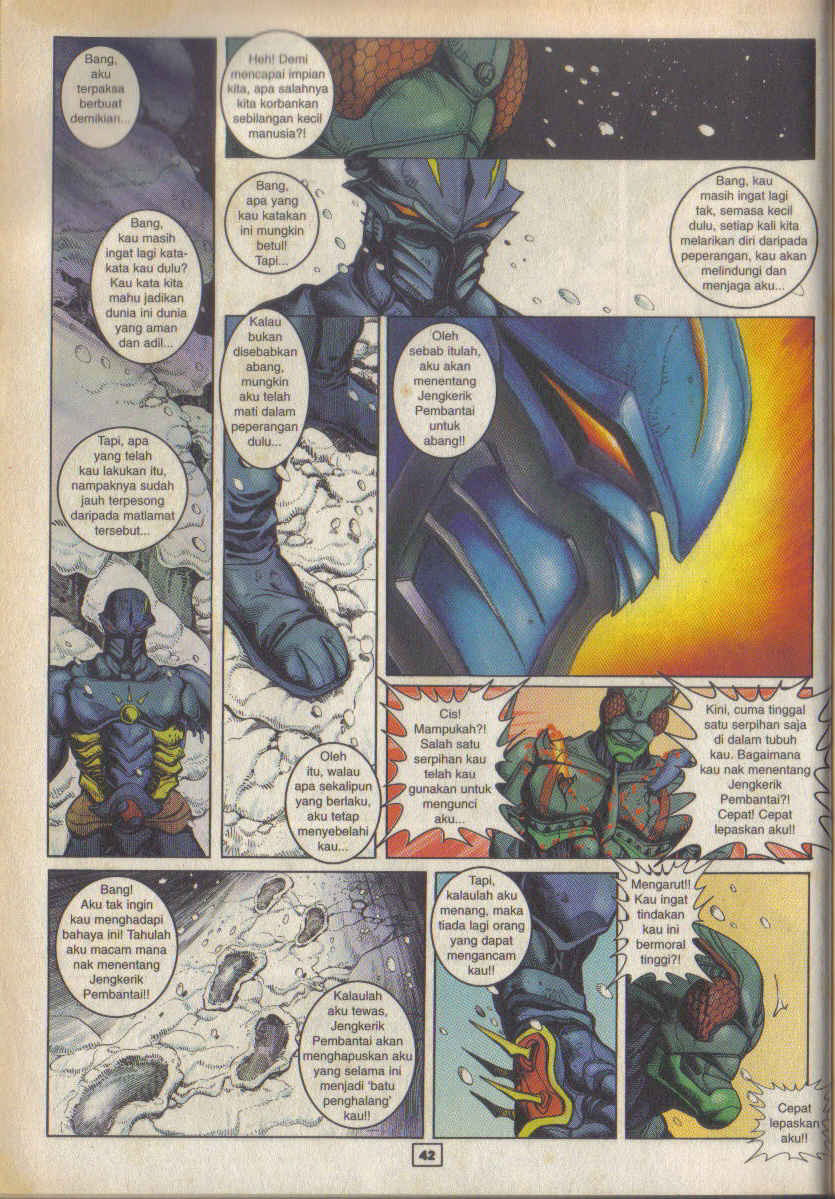 Bang,
aku
terpaksa
berbuat
demikian...
Bang,
kau masih
ingat lagi kata-
kata kau dulu?
Kau kata kita
mahu jadikan
dunia ini dunia
yang aman
dan adil...
Tapi, apa
yang telah
kau lakukan itu,
nampaknya sudah
jauh terpesong
daripada matlamat
tersebut...
Heh! Demi
mencapai impian
kita, apa salahnya
kita korbankan
sebilangan kecil
manusia?!
Bang,
apa yang
kau katakan
ini mungkin
betul!
Tapi...
Bang, kau
masih ingat lagi
tak, semasa kecil
dulu, setiap kali kita
melarikan diri daripada
peperangan, kau akan
melindungi dan
menjaga aku...
Kalau
bukan
disebabkan
abang,
mungkin
aku telah
mati dalam
peperangan
dulu...
Oleh
itu, walau
apa sekalipun
yang berlaku,
aku tetap
menyebelahi
kau...
Oleh
sebab itulah,
aku akan
menentang
Jengkerik
Pembantai
untuk
abang!!
Cis!
Mampukah?!
Salah satu
serpihan kau
telah kau
gunakan untuk
mengunci
aku...
Kini, cuma tinggal
satu serpihan saja
di dalam tubuh
kau. Bagaimana
kau nak menentang
Jengkerik
Pembantai?!
Cepat! Cepat
lepaskan aku!!
Bang!
Aku tak ingin
kau menghadapi
bahaya ini! Tahulah
aku macam mana
nak menentang
Jengkerik
Pembantai!!
Kalaulah
aku tewas,
Jengkerik
Pembantai akan
menghapuskan aku
yang selama ini
menjadi 'batu
penghalang'
kau!!
Tapi,
kalaulah aku
menang, maka
tiada lagi orang
yang dapat
mengancam
kau!!
Mengarut!!
Kau ingat
tindakan
kau ini
bermoral
tinggi?!
Cepat
lepaskan
aku!!
42